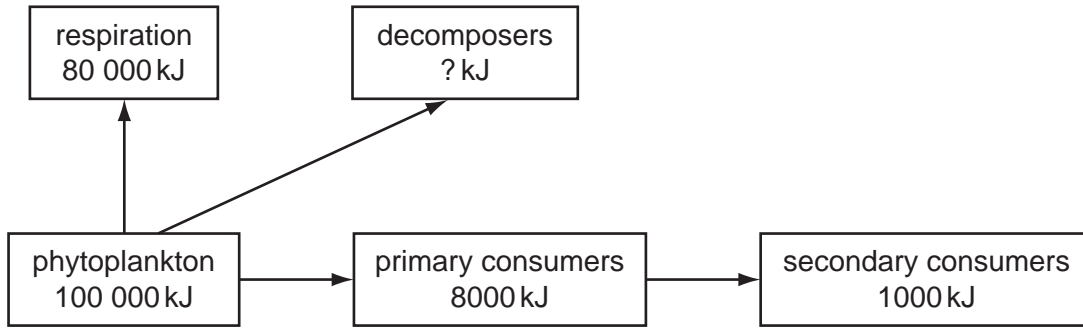 respiration
80 000 kJ
decomposers
? kJ
phytoplankton
100 000 kJ
primary consumers
8000 kJ
secondary consumers
1000 kJ